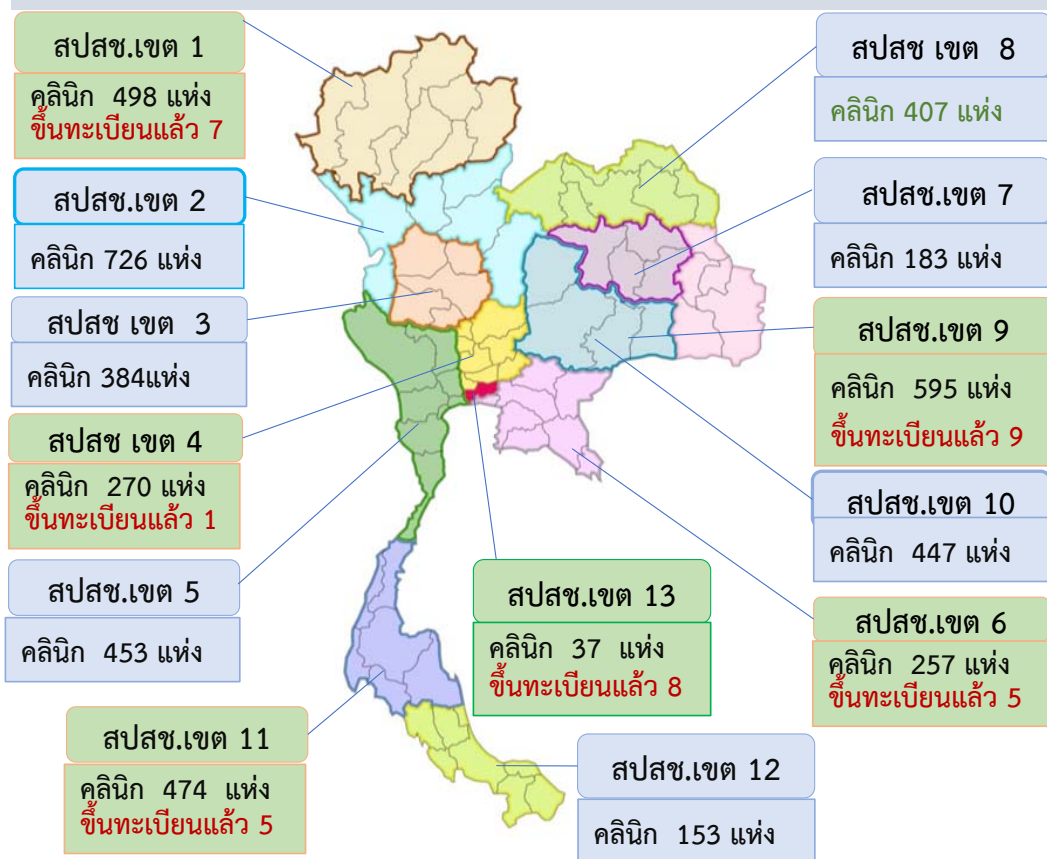 สปสช.เขต 1
คลินิก 498 แห่ง
ขึ้นทะเบียนแล้ว 7
สปสช.เขต 2
คลินิก 726 แห่ง
สปสช เขต 3
คลินิก 384แห่ง
สปสช เขต 4
คลินิก 270 แห่ง
ขึ้นทะเบียนแล้ว 1
สปสช.เขต 5
คลินิก 453 แห่ง
สปสช.เขต 11
คลินิก 474 แห่ง
ขึ้นทะเบียนแล้ว 5
สปสช.เขต 13
คลินิก 37 แห่ง
ขึ้นทะเบียนแล้ว 8
สปสช.เขต 12
คลินิก 153 แห่ง
สปสช เขต 8
คลินิก 407 แห่ง
สปสช.เขต 7
คลินิก 183 แห่ง
สปสช.เขต 9
คลินิก 595 แห่ง
ขึ้นทะเบียนแล้ว 9
สปสช.เขต 10
คลินิก 447 แห่ง
สปสช.เขต 6
คลินิก 257 แห่ง
ขึ้นทะเบียนแล้ว 5